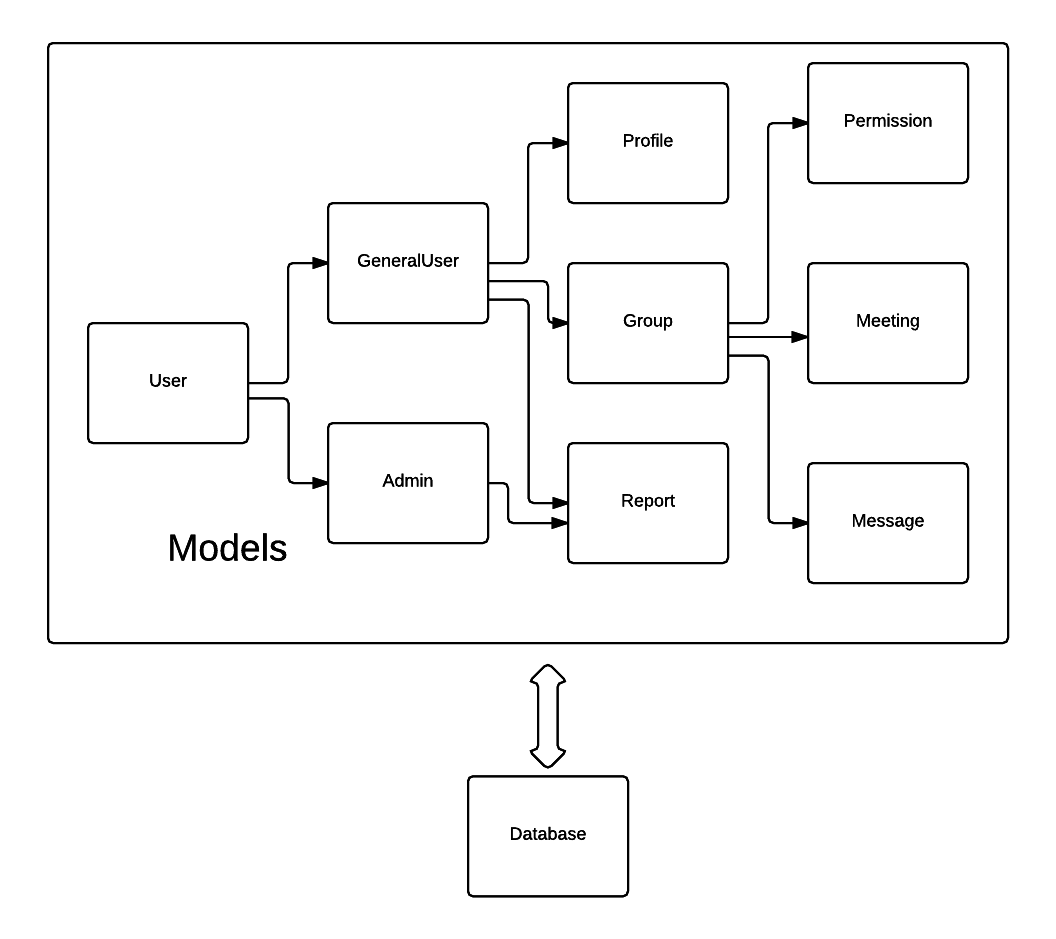 Permission
Profile
GeneralUser
Group
Meeting
User
Admin
Report
Message
Models
Database